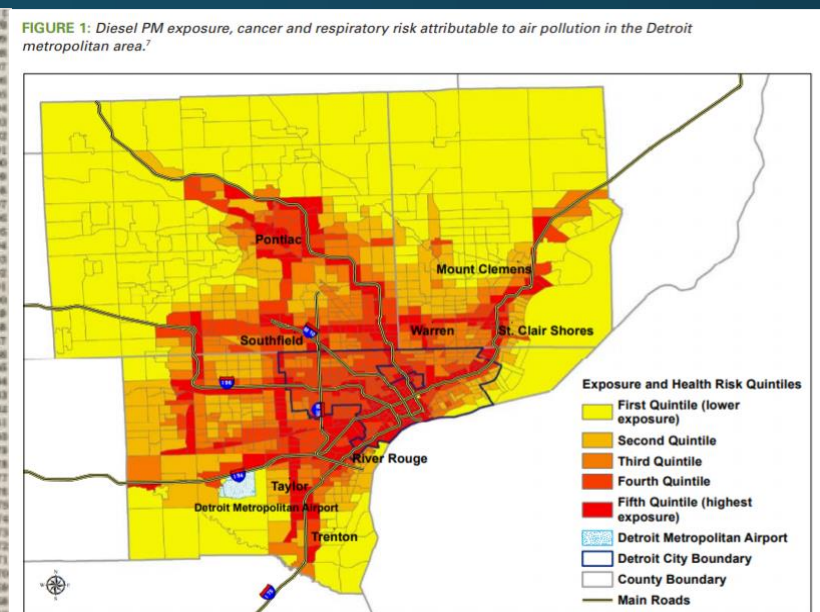 FIGURE 1: Diesel PM exposure, cancer and respiratory risk attributable to air pollution in the Detroit
metropolitan area.7
Pontiac
Mount Clemens
Southfield
Warren
St. Clair Shores
River Rouge
Taylor
Detroit Metropolitan Airport
Trenton
Exposure and Health Risk Quintiles
First Quintile (lower
exposure)
Second Quintile
Third Quintile
Fourth Quintile
Fifth Quintile (highest
exposure)
Detroit Metropolitan Airport
Detroit City Boundary
County Boundary
Main Roads